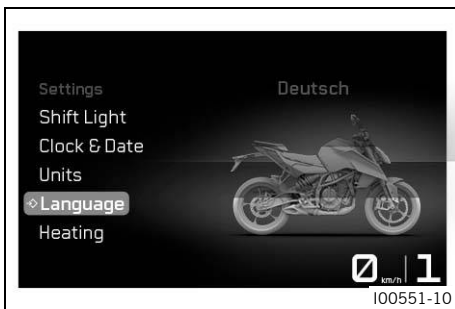 Settings
Deutsch
Shift Light
Clock & Date
Units
Language
Heating
0 km/h 1
I00551-10